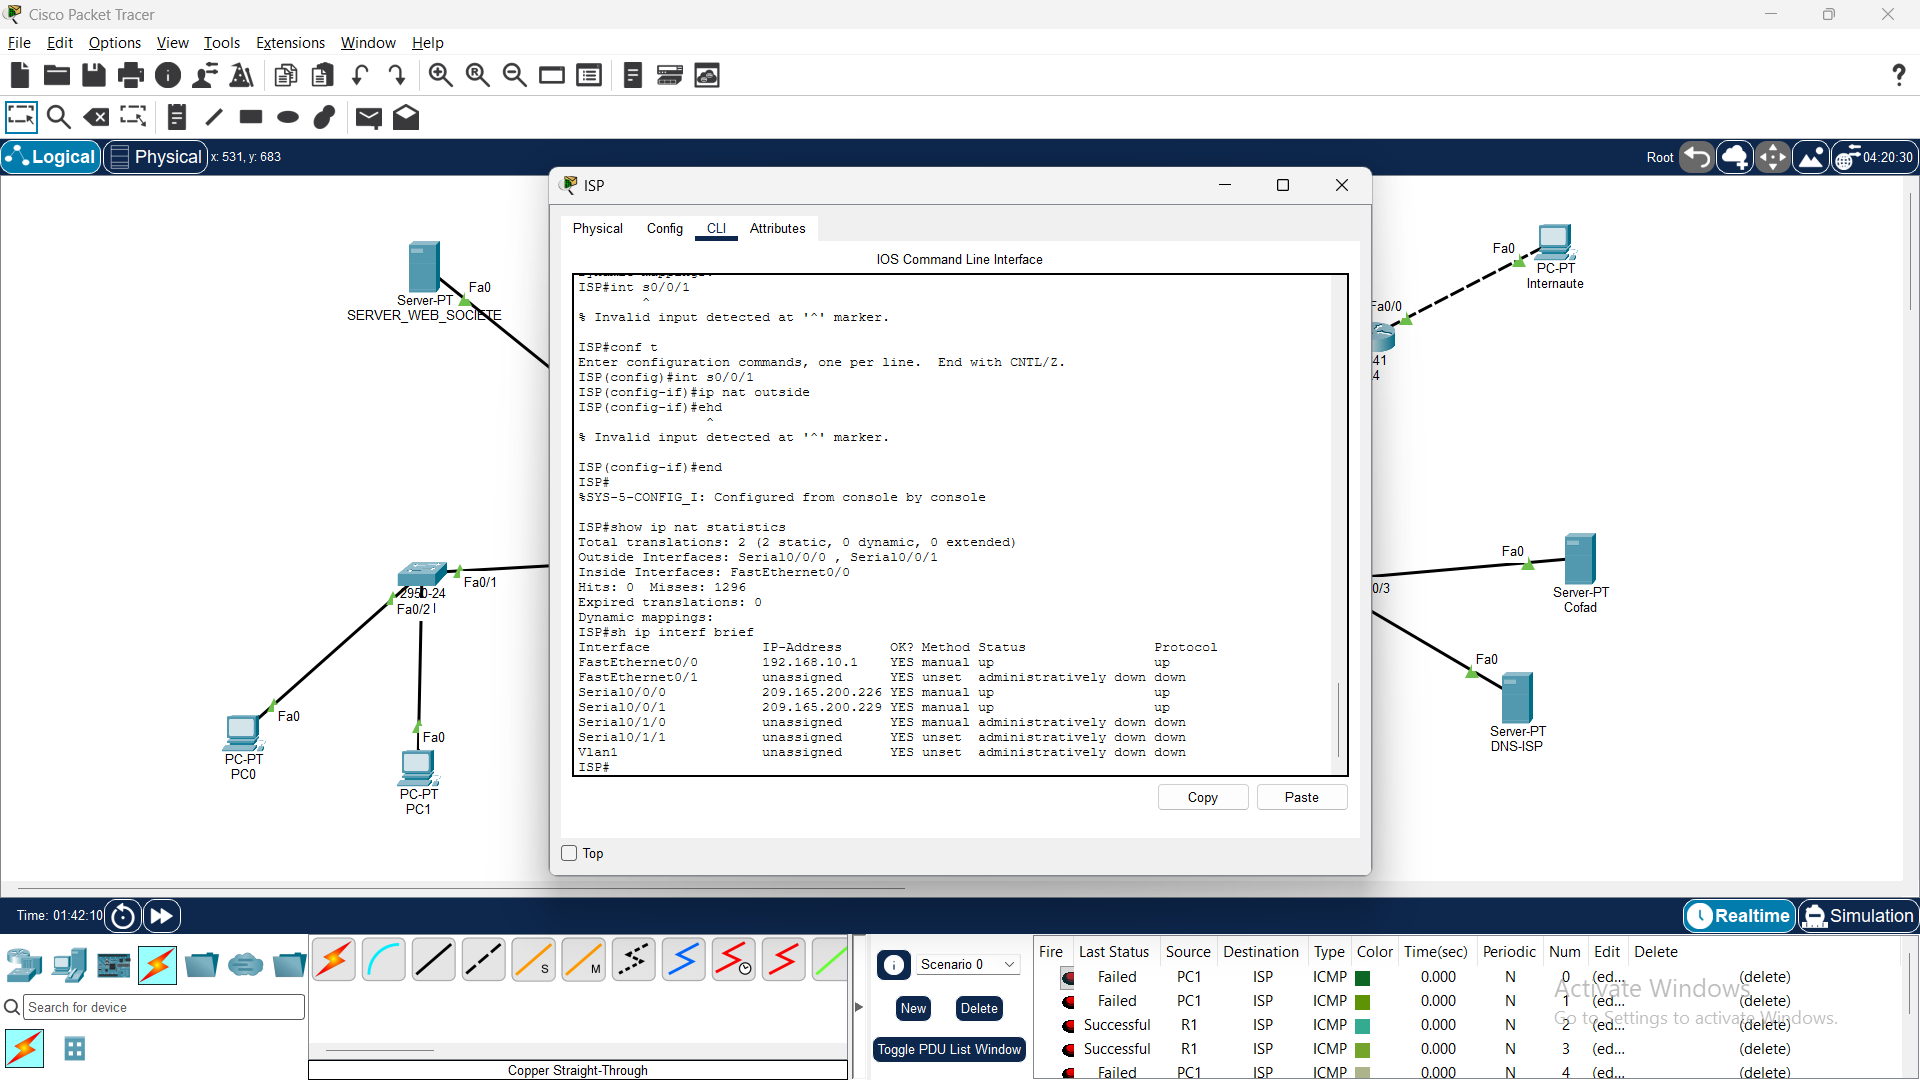 Cisco Packet Tracer
File Edit Options View Tools Extensions Window Help
Logical Physical x: 531, y: 683 Root 04:20:30
ISP
Physical Config CLI Attributes
IOS Command Line Interface
ISP#int s0/0/1
^
% Invalid input detected at '^' marker.
ISP#conf t
Enter configuration commands, one per line. End with CNTL/Z.
ISP(config)#int s0/0/1
ISP(config-if)#ip nat outside
ISP(config-if)#ehd
^
% Invalid input detected at '^' marker.
ISP(config-if)#end
ISP#
%SYS-5-CONFIG_I: Configured from console by console
ISP#show ip nat statistics
Total translations: 2 (2 static, 0 dynamic, 0 extended)
Outside Interfaces: Serial0/0/0 , Serial0/0/1
Inside Interfaces: FastEthernet0/0
Hits: 0 Misses: 1296
Expired translations: 0
Dynamic mappings:
ISP#sh ip interf brief
Interface IP-Address OK? Method Status Protocol
FastEthernet0/0 192.168.10.1 YES manual up up
FastEthernet0/1 unassigned YES unset administratively down down
Serial0/0/0 209.165.200.226 YES manual up up
Serial0/0/1 209.165.200.229 YES manual up up
Serial0/1/0 unassigned YES manual administratively down down
Serial0/1/1 unassigned YES unset administratively down down
Vlan1 unassigned YES unset administratively down down
ISP#
Copy Paste
Top
Fa0
Server-PT
SERVER_WEB_SOCIETE
Fa0/1
2950-24
Fa0/2
Fa0
PC-PT
PC0
Fa0
PC-PT
PC1
Fa0
PC-PT
Internaute
Fa0/0
41
4
Fa0
Server-PT
Cofad
0/3
Fa0
Server-PT
DNS-ISP
Time: 01:42:10 Realtime Simulation
Search for device
S
M
Copper Straight-Through
Scenario 0
New Delete
Toggle PDU List Window
Fire Last Status Source Destination Type Color Time(sec) Periodic Num Edit Delete
Failed PC1 ISP ICMP 0.000 N 0 (ed... (delete)
Failed PC1 ISP ICMP 0.000 N 1 (ed... (delete)
Successful R1 ISP ICMP 0.000 N 2 (ed... (delete)
Successful R1 ISP ICMP 0.000 N 3 (ed... (delete)
Failed PC1 ISP ICMP 0.000 N 4 (ed... (delete)
Activate Windows
Go to Settings to activate Windows.